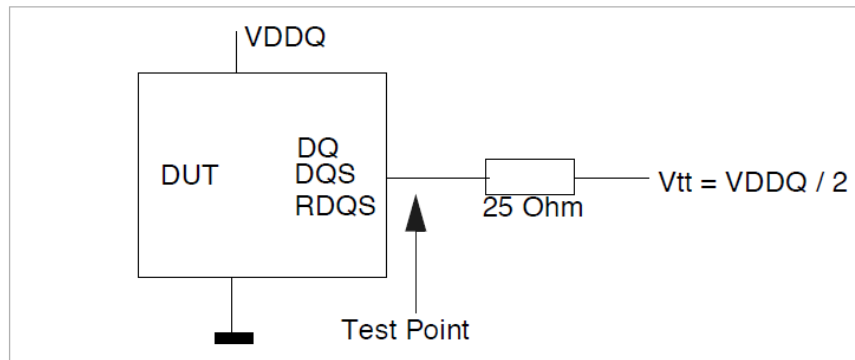 VDDQ
DQ
DUT
DQS
RDQS
25 Ohm
Vtt = VDDQ / 2
Test Point